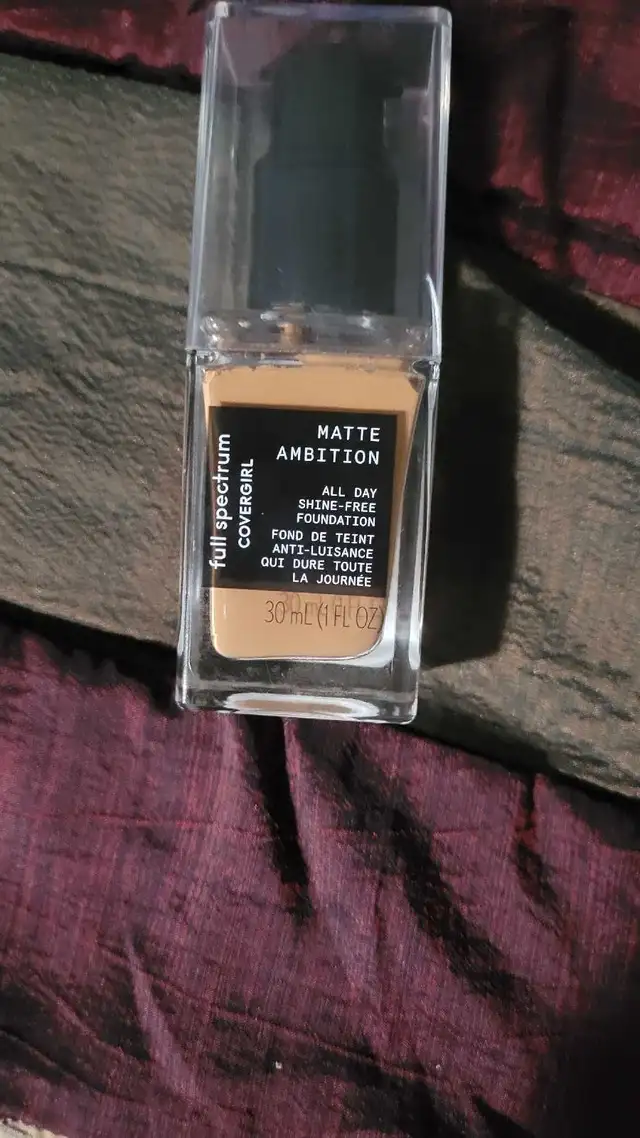 full spectrum
COVERGIRL
MATTE
AMBITION
ALL DAY
SHINE-FREE
FOUNDATION
FOND DE TEINT
ANTI-LUISANCE
QUI DURE TOUTE
LA JOURNÉE
30 mL (1 FL OZ)